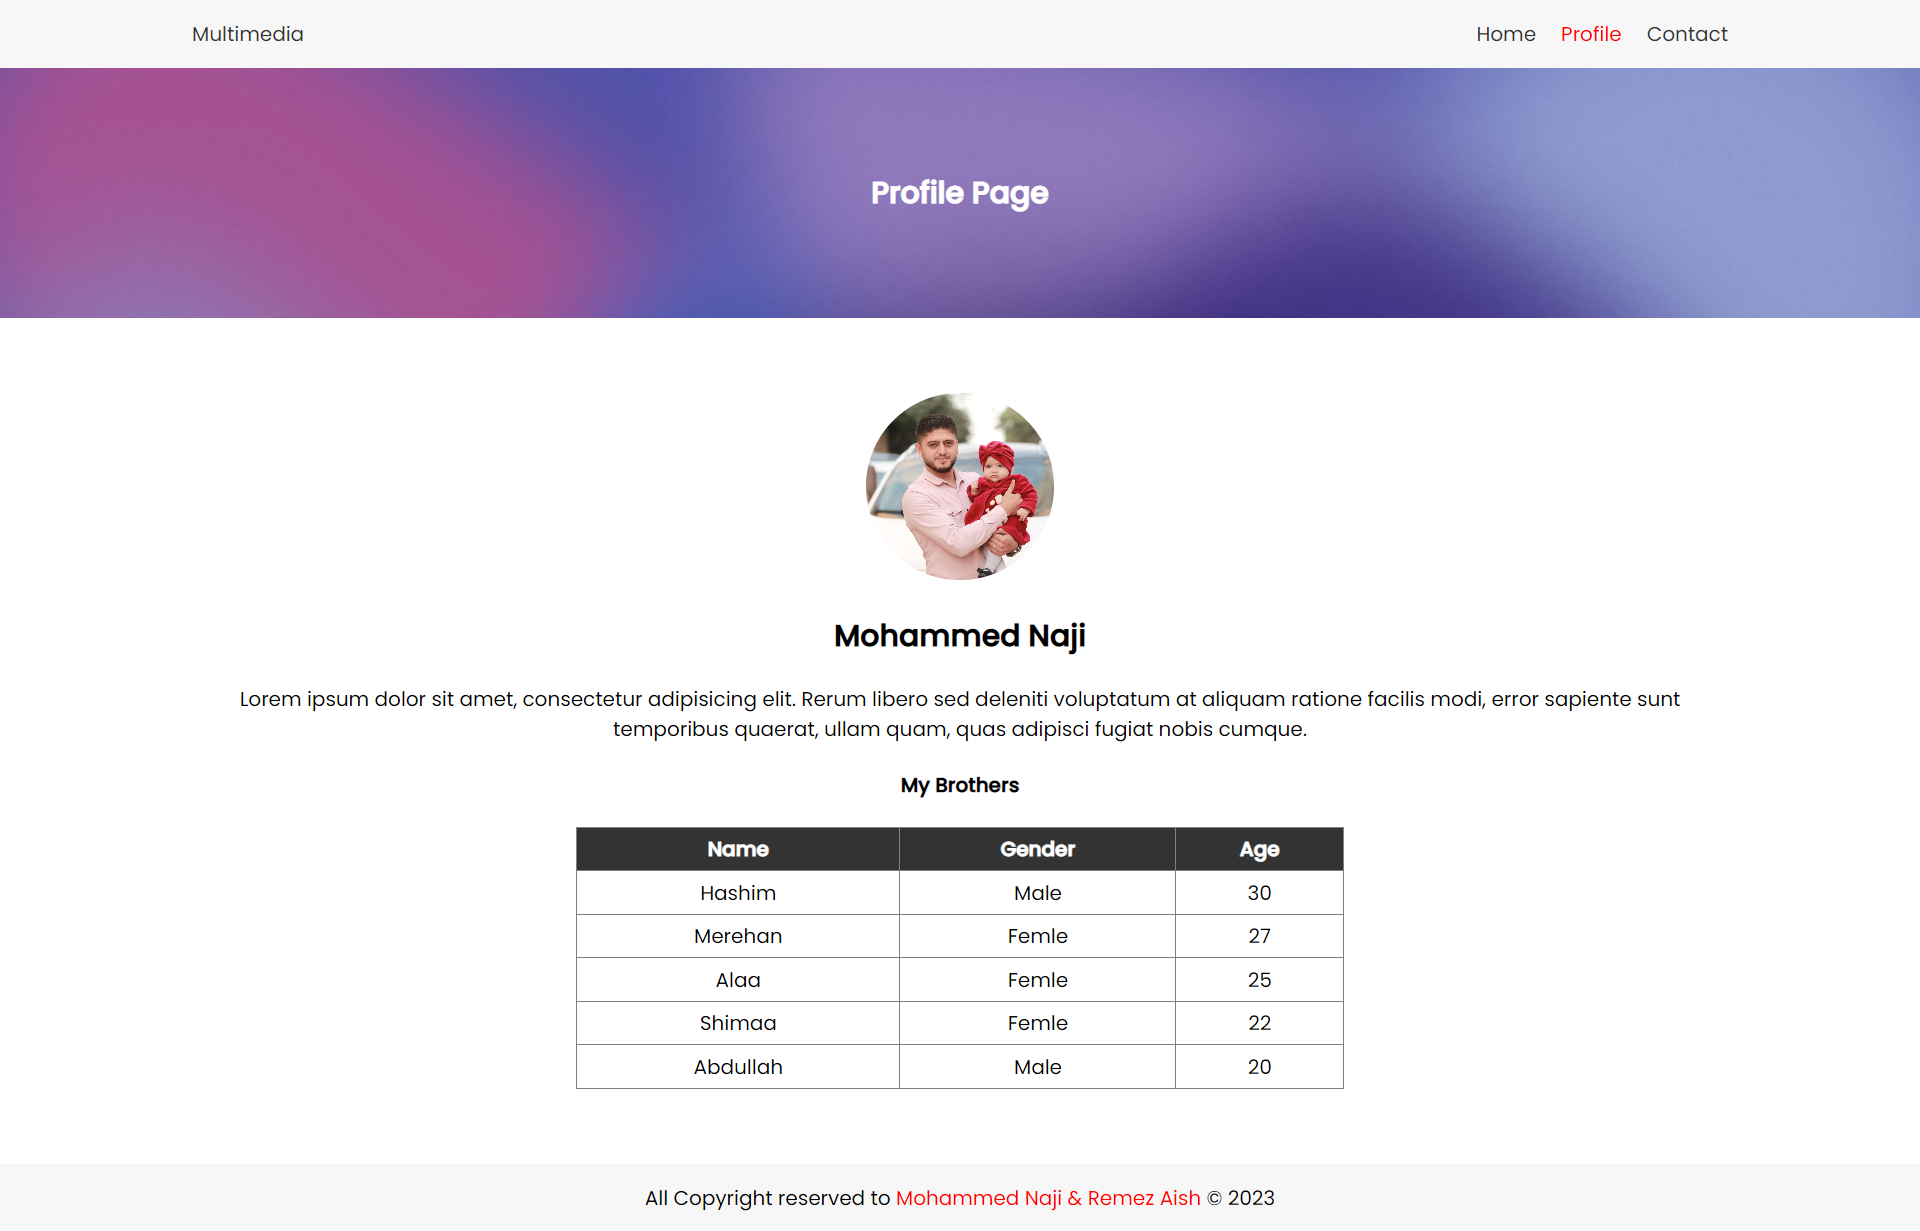 Multimedia Home Profile Contact
Profile Page
Mohammed Naji
Lorem ipsum dolor sit amet, consectetur adipisicing elit. Rerum libero sed deleniti voluptatum at aliquam ratione facilis modi, error sapiente sunt
temporibus quaerat, ullam quam, quas adipisci fugiat nobis cumque.
My Brothers
Name Gender Age
Hashim Male 30
Merehan Femle 27
Alaa Femle 25
Shimaa Femle 22
Abdullah Male 20
All Copyright reserved to Mohammed Naji & Remez Aish © 2023